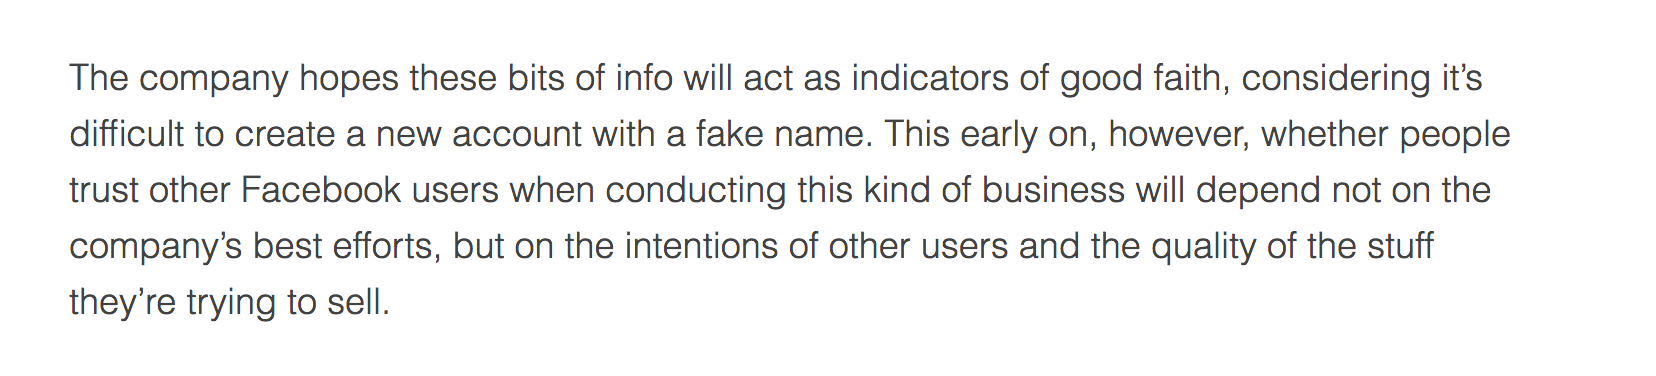 The company hopes these bits of info will act as indicators of good faith, considering it’s
difficult to create a new account with a fake name. This early on, however, whether people
trust other Facebook users when conducting this kind of business will depend not on the
company’s best efforts, but on the intentions of other users and the quality of the stuff
they’re trying to sell.